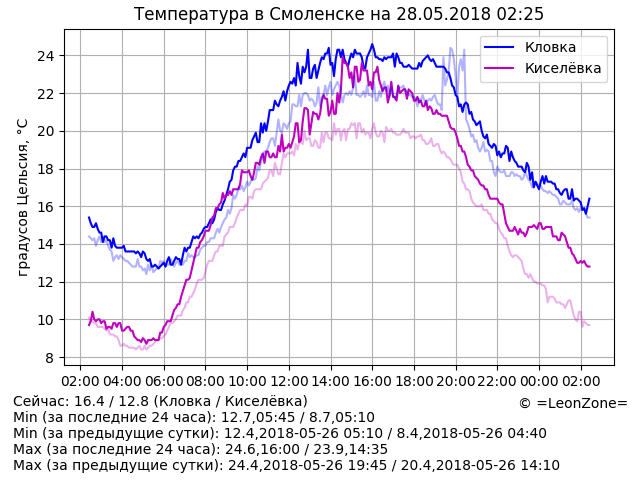 Температура в Смоленске на 28.05.2018 02:25
Кловка
Киселёвка
градусов Цельсия, °C
24
22
20
18
16
14
12
10
8
02:00 04:00 06:00 08:00 10:00 12:00 14:00 16:00 18:00 20:00 22:00 00:00 02:00
Сейчас: 16.4 / 12.8 (Кловка / Киселёвка)
© =LeonZone=
Min (за последние 24 часа): 12.7,05:45 / 8.7,05:10
Min (за предыдущие сутки): 12.4,2018-05-26 05:10 / 8.4,2018-05-26 04:40
Max (за последние 24 часа): 24.6,16:00 / 23.9,14:35
Max (за предыдущие сутки): 24.4,2018-05-26 19:45 / 20.4,2018-05-26 14:10